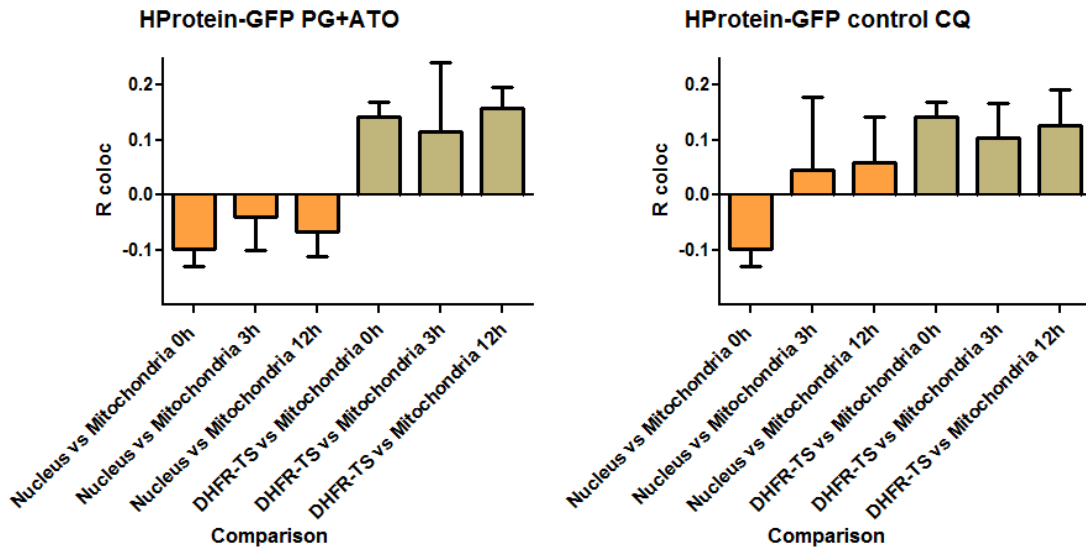 HProtein-GFP PG+ATO
R coloc
0.2
0.1
0.0
-0.1
Nucleus vs Mitochondria 0h
Nucleus vs Mitochondria 3h
Nucleus vs Mitochondria 12h
DHFR-TS vs Mitochondria 0h
DHFR-TS vs Mitochondria 3h
DHFR-TS vs Mitochondria 12h
Comparison
HProtein-GFP control CQ
R coloc
0.2
0.1
0.0
-0.1
Nucleus vs Mitochondria 0h
Nucleus vs Mitochondria 3h
Nucleus vs Mitochondria 12h
DHFR-TS vs Mitochondria 0h
DHFR-TS vs Mitochondria 3h
DHFR-TS vs Mitochondria 12h
Comparison